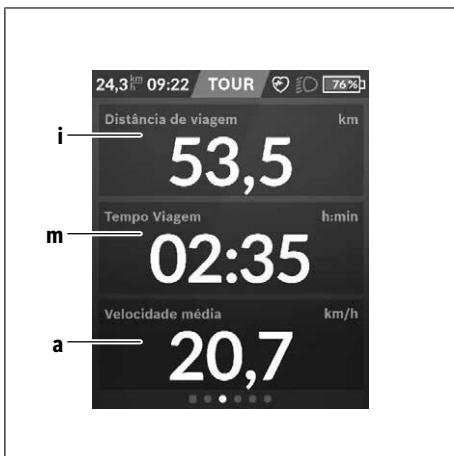 24,3 km/h 09:22 TOUR 76%
Distância de viagem km
i
53,5
Tempo Viagem h:min
m
02:35
Velocidade média km/h
a
20,7